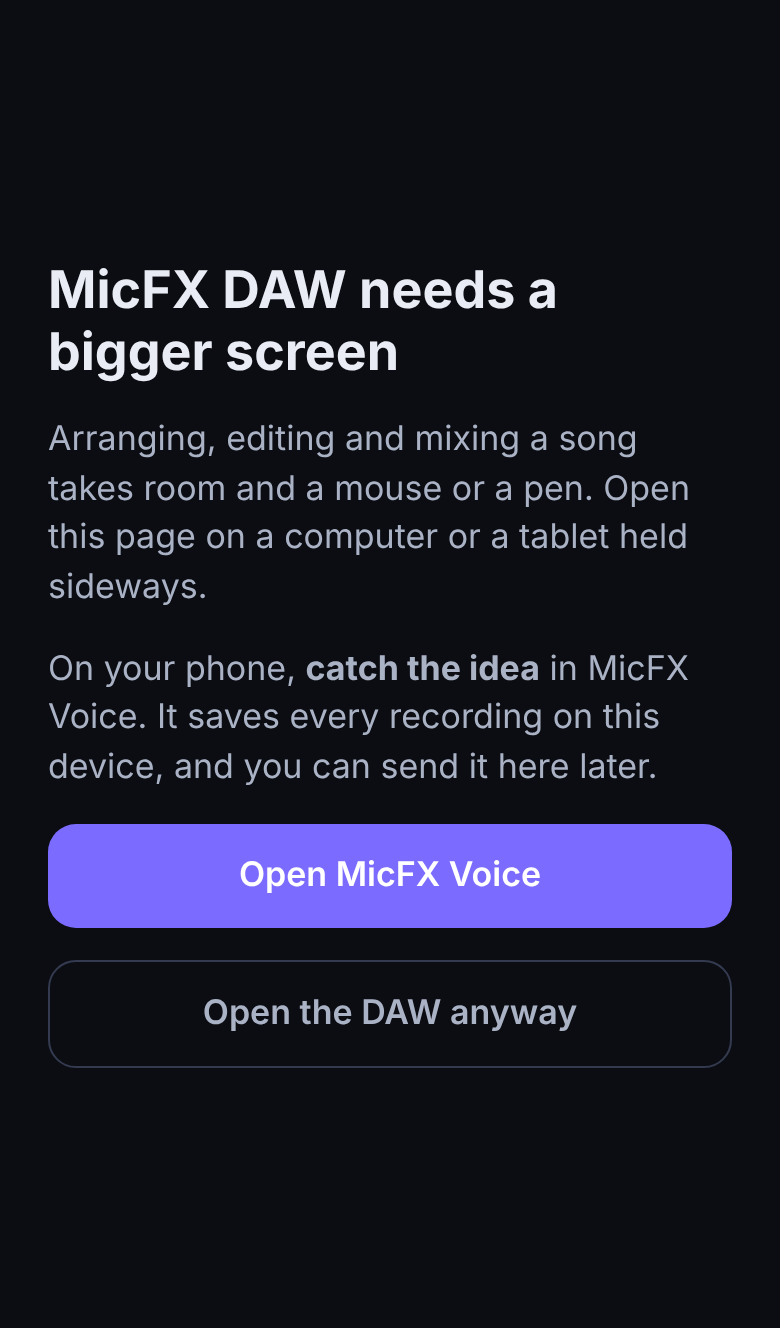 MicFX DAW needs a
bigger screen
Arranging, editing and mixing a song
takes room and a mouse or a pen. Open
this page on a computer or a tablet held
sideways.
On your phone, catch the idea in MicFX
Voice. It saves every recording on this
device, and you can send it here later.
Open MicFX Voice
Open the DAW anyway